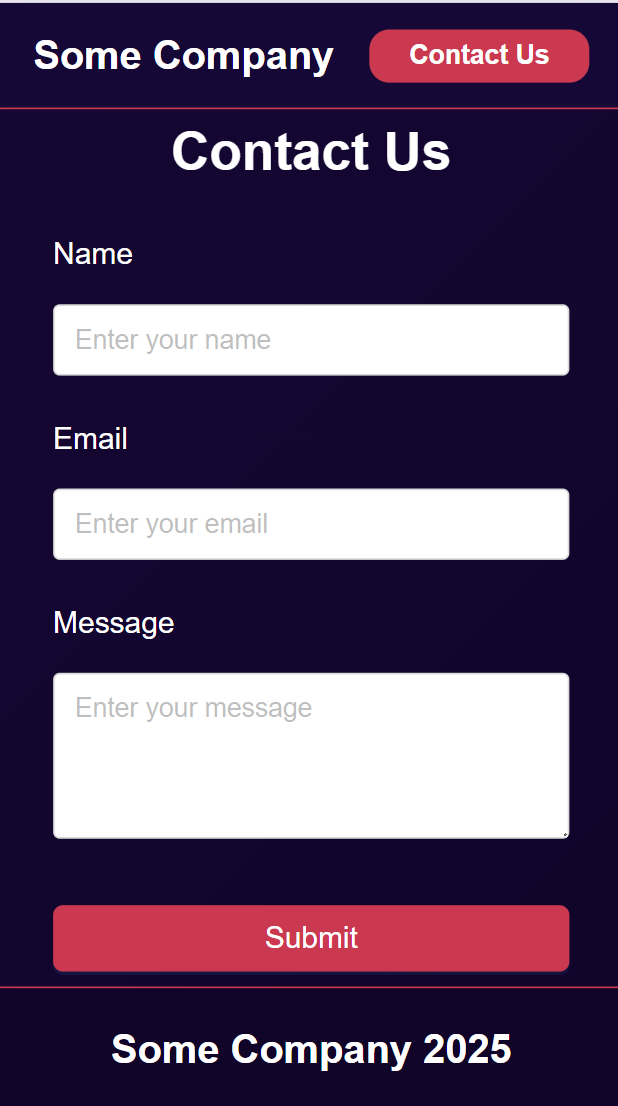 Some Company
Contact Us
Contact Us
Name
Enter your name
Email
Enter your email
Message
Enter your message
Submit
Some Company 2025